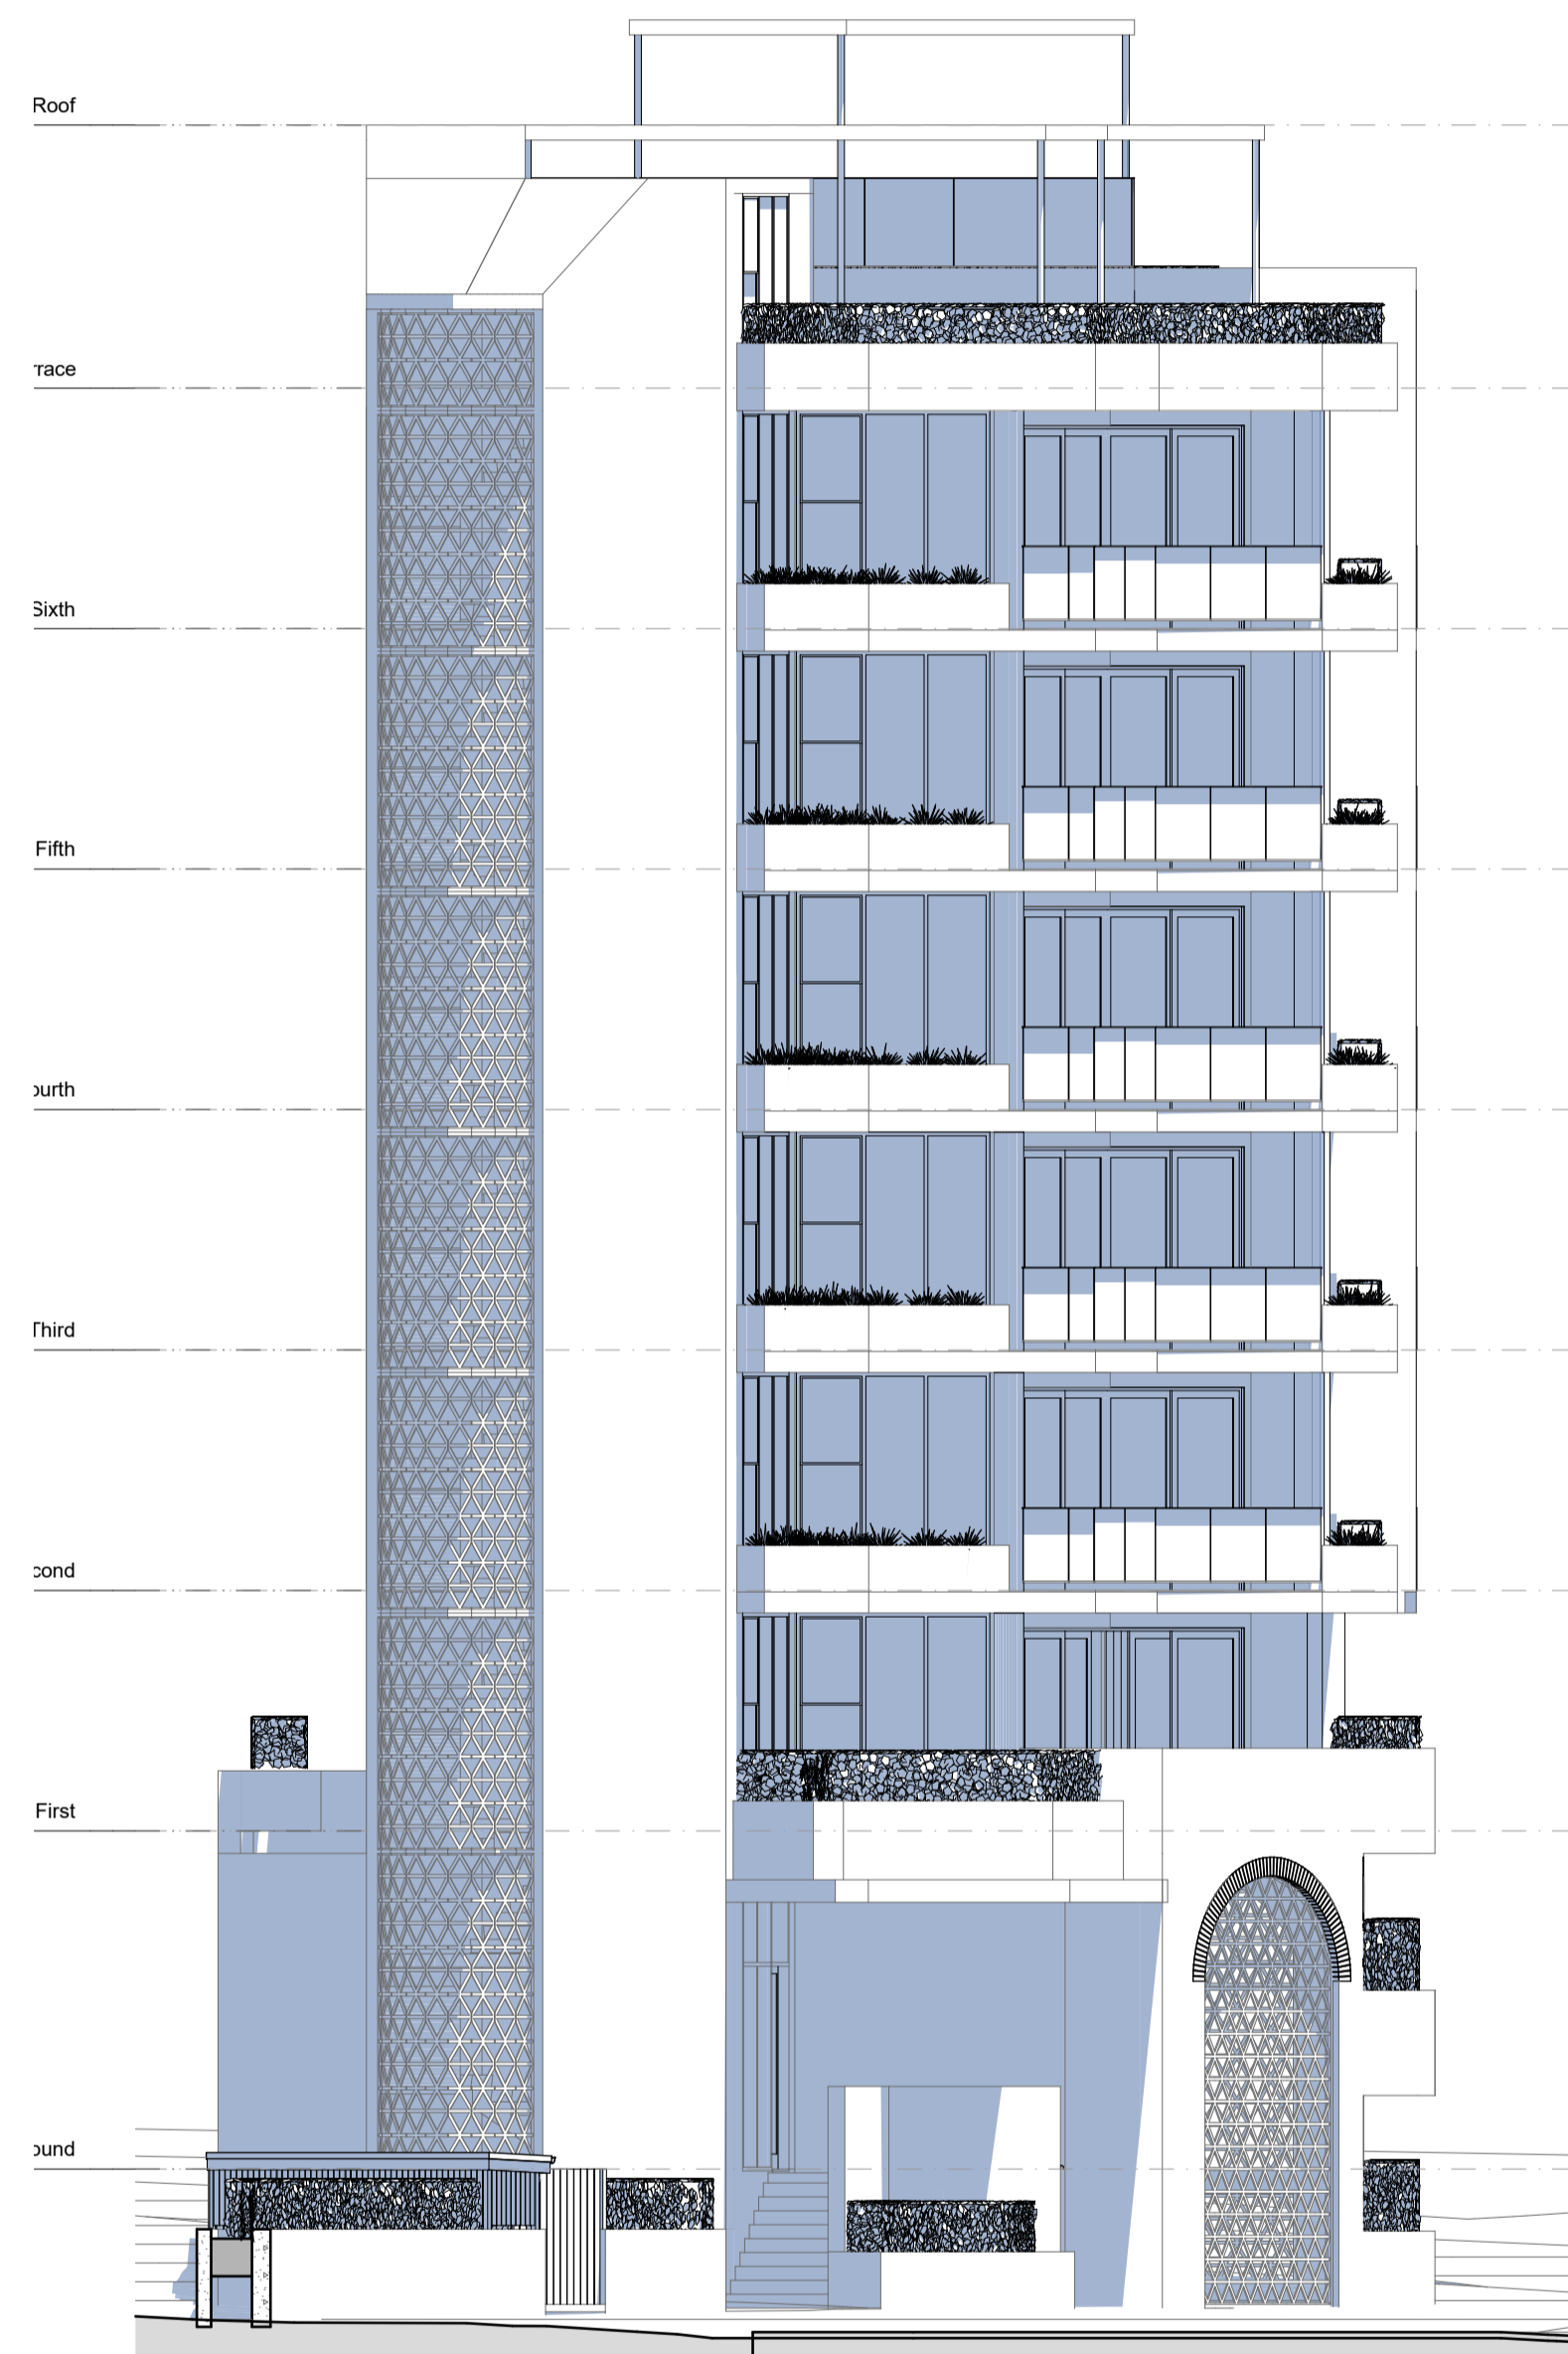 Roof
rrace
Sixth
Fifth
ourth
Third
cond
First
ound